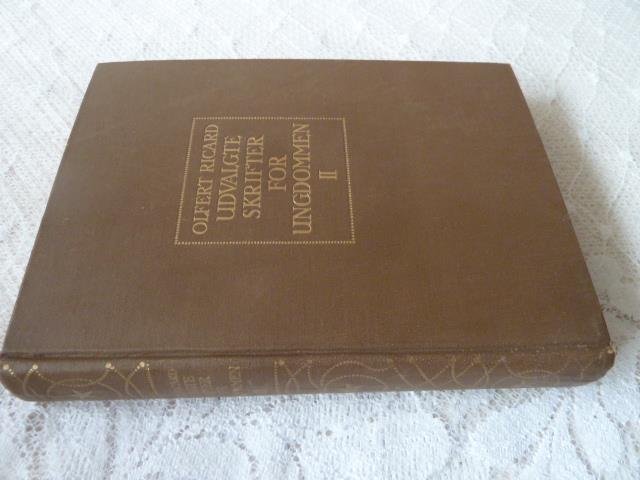 OLFERT RICARD
UDVALGTE
SKRIFTER
FOR
UNGDOMMEN
II